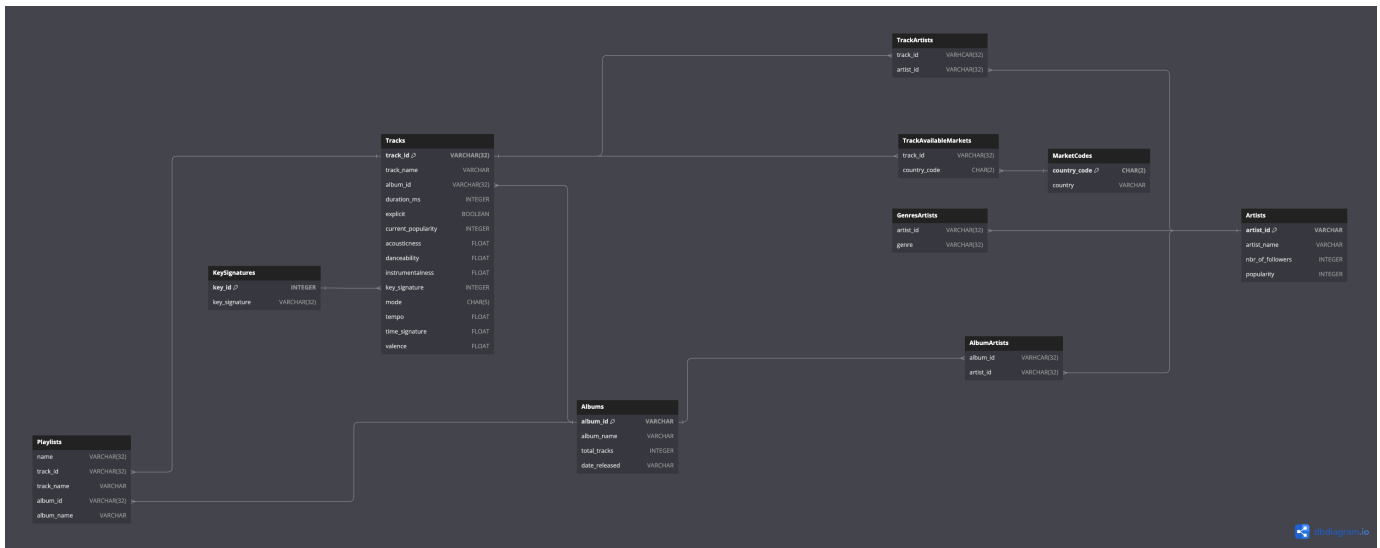 TrackArtists
track_id VARHCAR(32)
artist_id VARCHAR(32)
Tracks
track_id VARCHAR(32)
track_name VARCHAR
album_id VARCHAR(32)
duration_ms INTEGER
explicit BOOLEAN
current_popularity INTEGER
acousticness FLOAT
danceability FLOAT
instrumentalness FLOAT
key_signature INTEGER
mode CHAR(5)
tempo FLOAT
time_signature FLOAT
valence FLOAT
TrackAvailableMarkets
track_id VARCHAR(32)
country_code CHAR(2)
MarketCodes
country_code CHAR(2)
country VARCHAR
GenresArtists
artist_id VARCHAR(32)
genre VARCHAR(32)
Artists
artist_id VARCHAR
artist_name VARCHAR
nbr_of_followers INTEGER
popularity INTEGER
KeySignatures
key_id INTEGER
key_signature VARCHAR(32)
AlbumArtists
album_id VARHCAR(32)
artist_id VARCHAR(32)
Albums
album_id VARCHAR
album_name VARCHAR
total_tracks INTEGER
date_released VARCHAR
Playlists
name VARCHAR(32)
track_id VARCHAR(32)
track_name VARCHAR
album_id VARCHAR(32)
album_name VARCHAR
dbdiagram.io